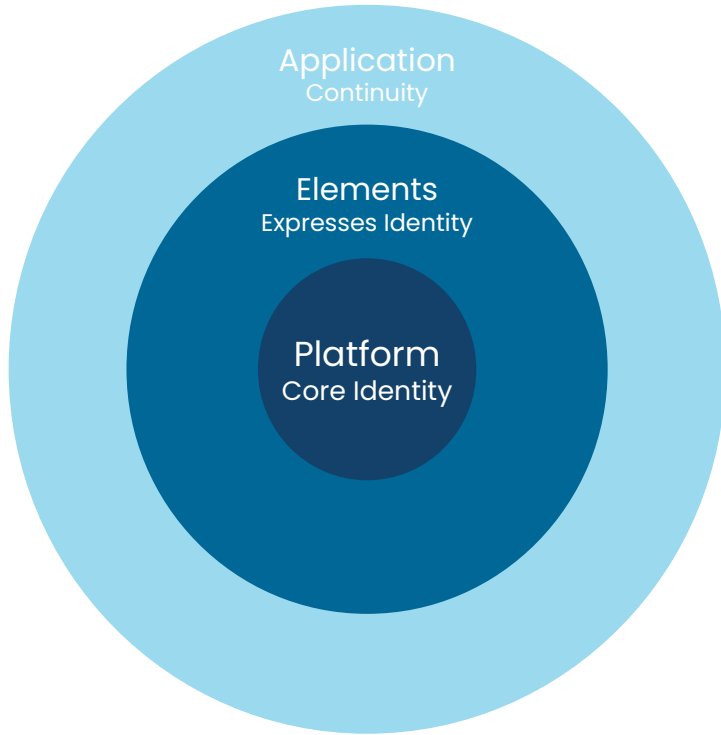 Application
Continuity
Elements
Expresses Identity
Platform
Core Identity